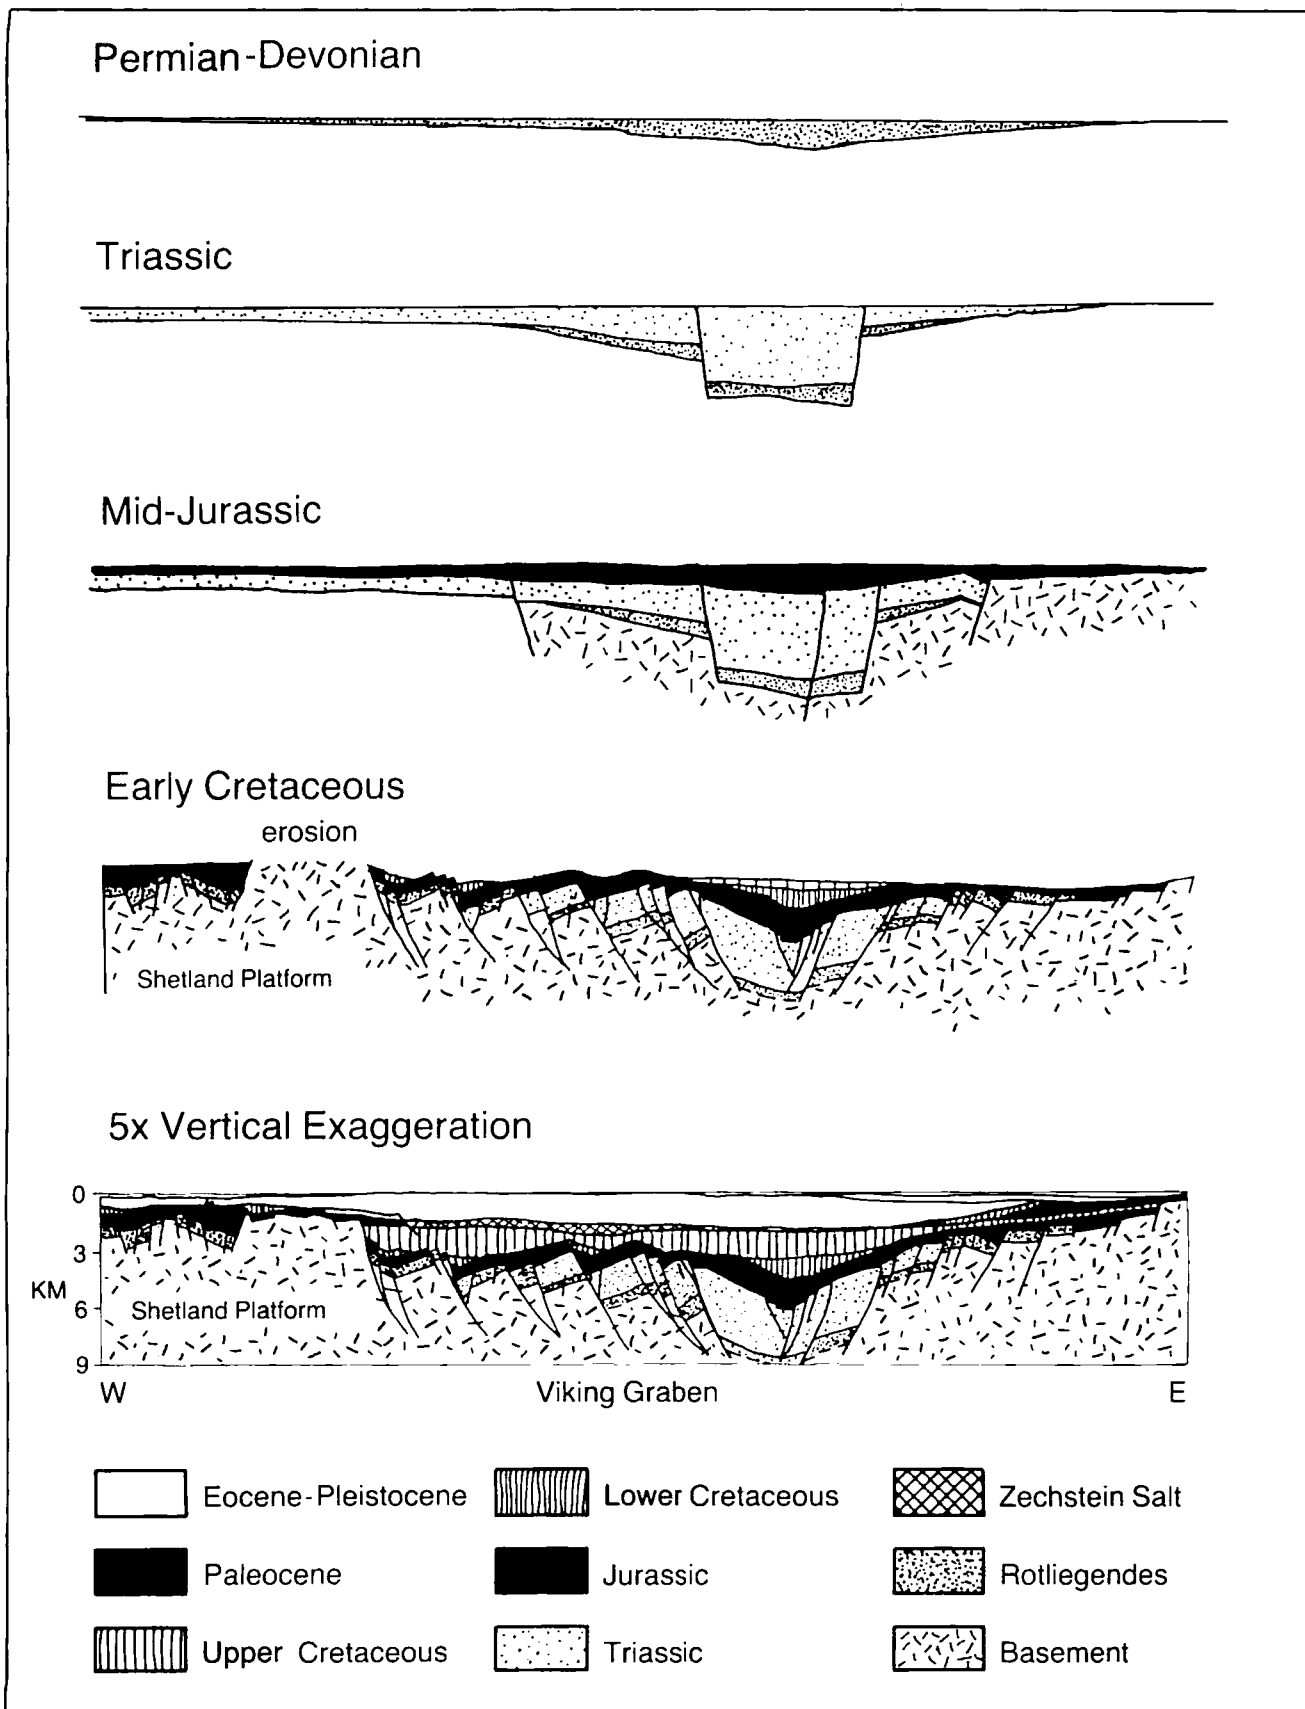 Permian-Devonian
Triassic
Mid-Jurassic
Early Cretaceous
erosion
Shetland Platform
5x Vertical Exaggeration
0
3
KM
6
9
Shetland Platform
W
Viking Graben
E
Eocene-Pleistocene
Lower Cretaceous
Zechstein Salt
Paleocene
Jurassic
Rotliegendes
Upper Cretaceous
Triassic
Basement